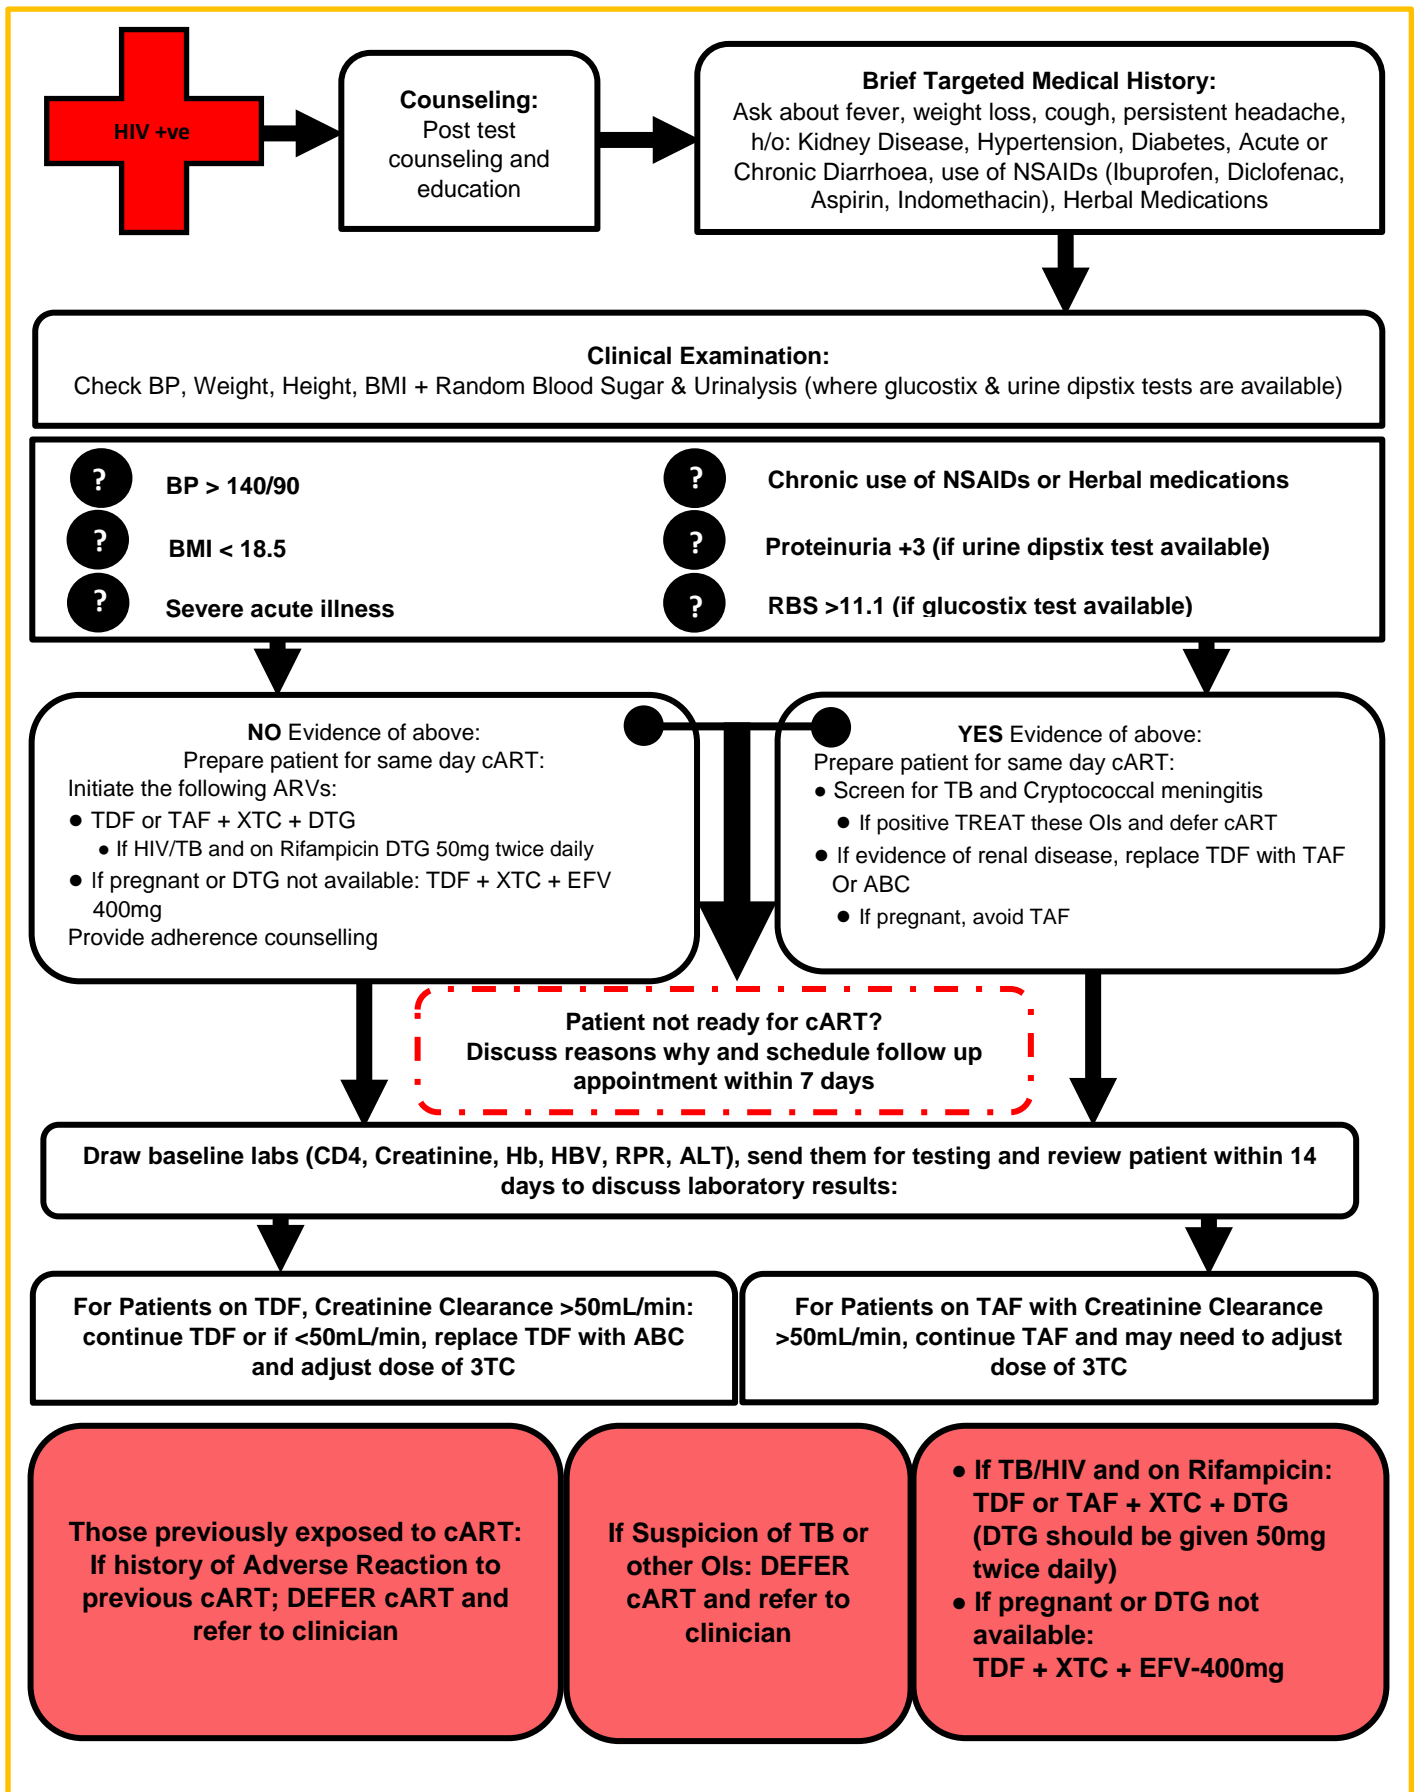 HIV +ve
Counseling:
Post test
counseling and
education
Brief Targeted Medical History:
Ask about fever, weight loss, cough, persistent headache,
h/o: Kidney Disease, Hypertension, Diabetes, Acute or
Chronic Diarrhoea, use of NSAIDs (Ibuprofen, Diclofenac,
Aspirin, Indomethacin), Herbal Medications
Clinical Examination:
Check BP, Weight, Height, BMI + Random Blood Sugar & Urinalysis (where glucostix & urine dipstix tests are available)
? BP > 140/90
? BMI < 18.5
? Severe acute illness
? Chronic use of NSAIDs or Herbal medications
? Proteinuria +3 (if urine dipstix test available)
? RBS >11.1 (if glucostix test available)
NO Evidence of above:
Prepare patient for same day cART:
Initiate the following ARVs:
● TDF or TAF + XTC + DTG
● If HIV/TB and on Rifampicin DTG 50mg twice daily
● If pregnant or DTG not available: TDF + XTC + EFV
400mg
Provide adherence counselling
YES Evidence of above:
Prepare patient for same day cART:
● Screen for TB and Cryptococcal meningitis
● If positive TREAT these OIs and defer cART
● If evidence of renal disease, replace TDF with TAF
Or ABC
● If pregnant, avoid TAF
Patient not ready for cART?
Discuss reasons why and schedule follow up
appointment within 7 days
Draw baseline labs (CD4, Creatinine, Hb, HBV, RPR, ALT), send them for testing and review patient within 14
days to discuss laboratory results:
For Patients on TDF, Creatinine Clearance >50mL/min:
continue TDF or if <50mL/min, replace TDF with ABC
and adjust dose of 3TC
For Patients on TAF with Creatinine Clearance
>50mL/min, continue TAF and may need to adjust
dose of 3TC
Those previously exposed to cART:
If history of Adverse Reaction to
previous cART; DEFER cART and
refer to clinician
If Suspicion of TB or
other OIs: DEFER
cART and refer to
clinician
● If TB/HIV and on Rifampicin:
TDF or TAF + XTC + DTG
(DTG should be given 50mg
twice daily)
● If pregnant or DTG not
available:
TDF + XTC + EFV-400mg